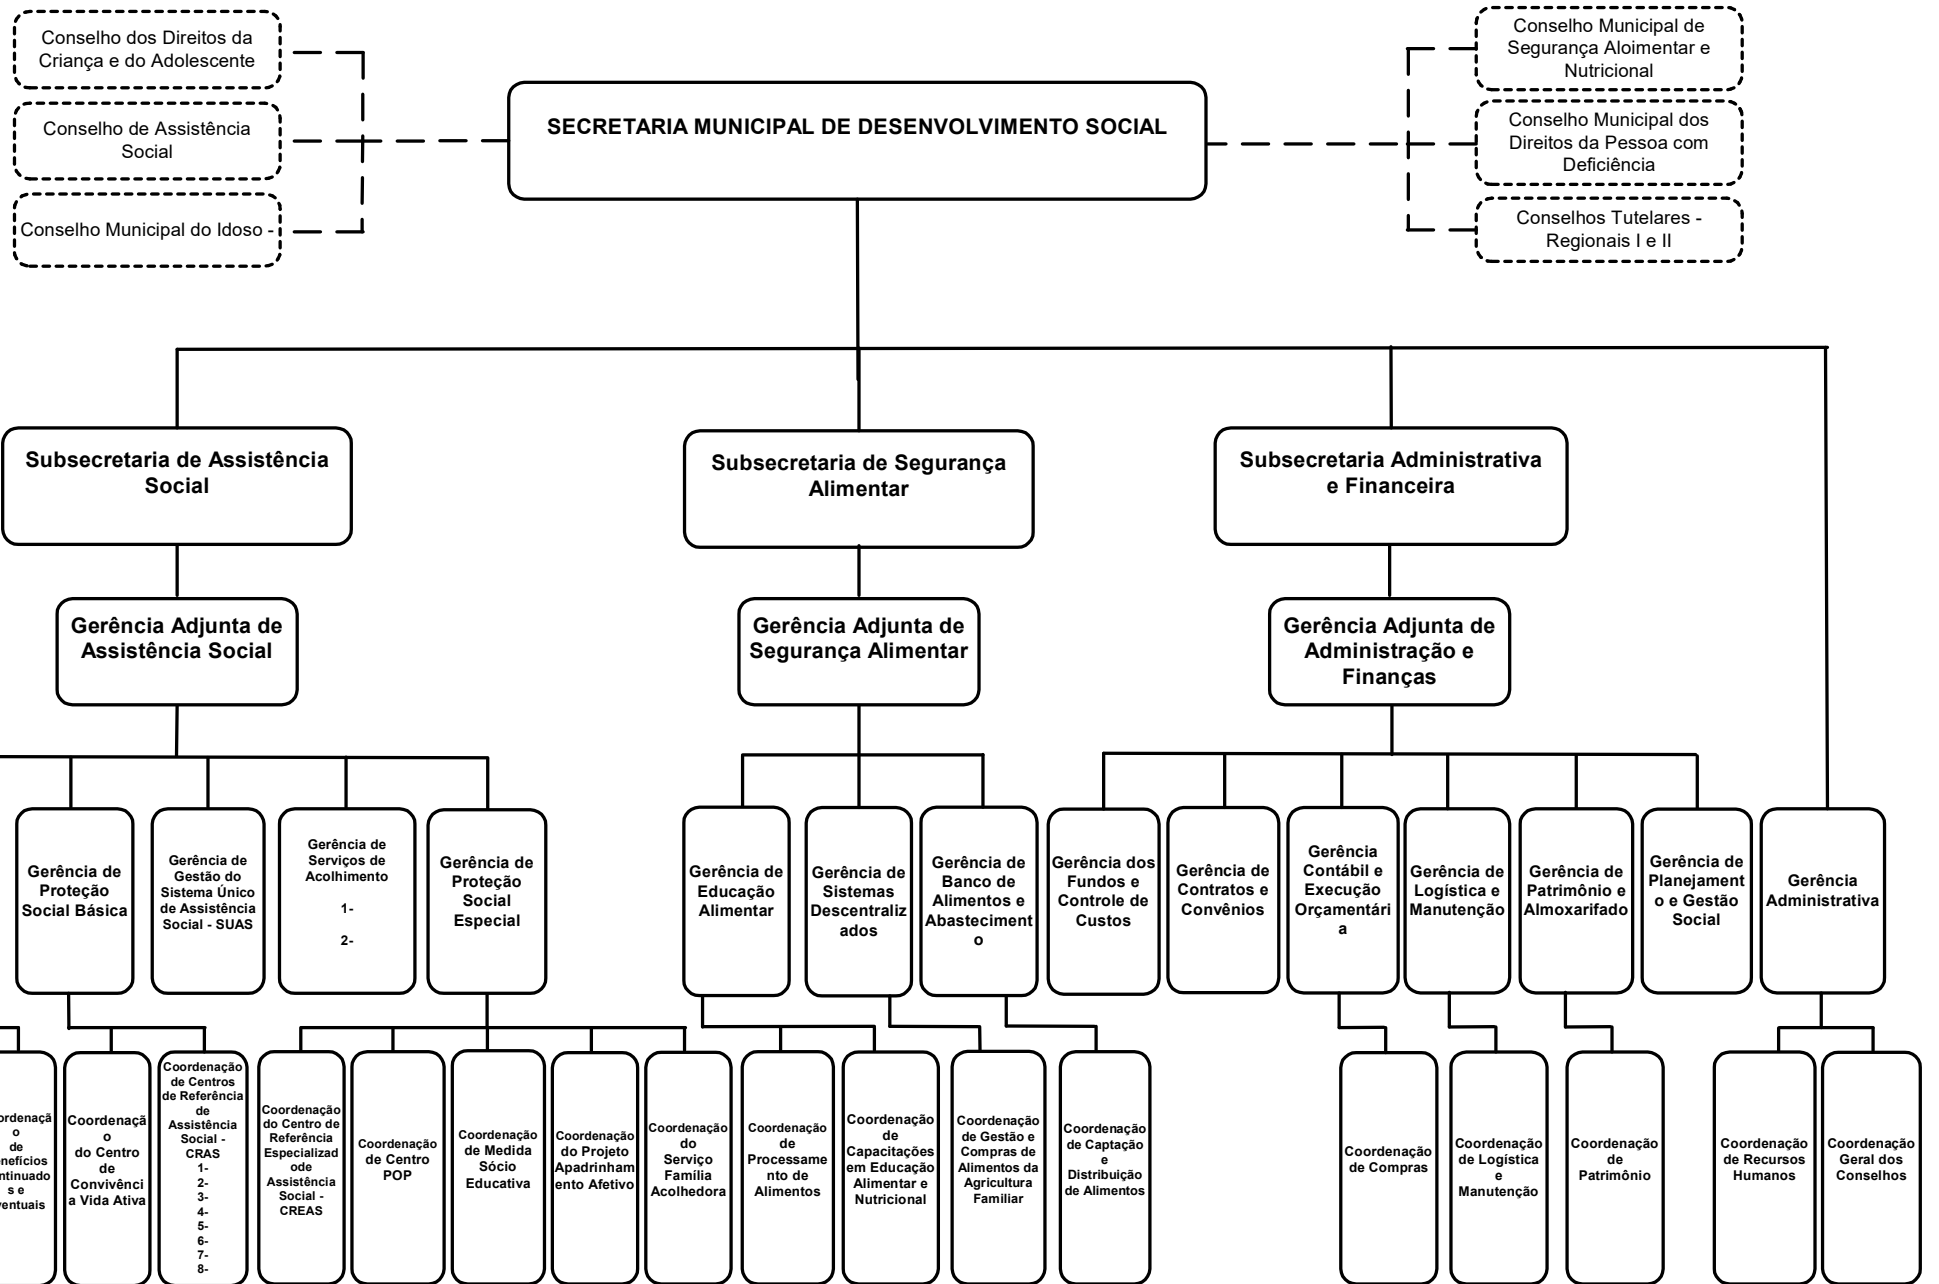 Conselho dos Direitos da
Criança e do Adolescente
Conselho de Assistência
Social
Conselho Municipal do Idoso -
SECRETARIA MUNICIPAL DE DESENVOLVIMENTO SOCIAL
Conselho Municipal de
Segurança Aloimentar e
Nutricional
Conselho Municipal dos
Direitos da Pessoa com
Deficiência
Conselhos Tutelares -
Regionais I e II
Subsecretaria de Assistência
Social
Subsecretaria de Segurança
Alimentar
Subsecretaria Administrativa
e Financeira
Gerência Adjunta de
Assistência Social
Gerência Adjunta de
Segurança Alimentar
Gerência Adjunta de
Administração e
Finanças
Gerência de
Proteção
Social Básica
Gerência de
Gestão do
Sistema Único
de Assistência
Social - SUAS
Gerência de
Serviços de
Acolhimento
1-
2-
Gerência de
Proteção
Social
Especial
Gerência de
Educação
Alimentar
Gerência de
Sistemas
Descentraliz
ados
Gerência de
Banco de
Alimentos e
Abasteciment
o
Gerência dos
Fundos e
Controle de
Custos
Gerência de
Contratos e
Convênios
Gerência
Contábil e
Execução
Orçamentári
a
Gerência de
Logística e
Manutenção
Gerência de
Patrimônio e
Almoxarifado
Gerência de
Planejament
o e Gestão
Social
Gerência
Administrativa
ordenaçã
o
de
nefícios
ntinuado
s e
entuais
Coordenaçã
o
do Centro
de
Convivênci
a Vida Ativa
Coordenação
de Centros
de Referência
de
Assistência
Social -
CRAS
1-
2-
3-
4-
5-
6-
7-
8-
Coordenação
do Centro de
Referência
Especializad
ode
Assistência
Social -
CREAS
Coordenação
de Centro
POP
Coordenação
de Medida
Sócio
Educativa
Coordenação
do Projeto
Apadrinham
ento Afetivo
Coordenação
do
Serviço
Família
Acolhedora
Coordenação
de
Processame
nto de
Alimentos
Coordenação
de
Capacitações
em Educação
Alimentar e
Nutricional
Coordenação
de Gestão e
Compras de
Alimentos da
Agricultura
Familiar
Coordenação
de Captação
e
Distribuição
de Alimentos
Coordenação
de Compras
Coordenação
de Logística
e
Manutenção
Coordenação
de
Patrimônio
Coordenação
de Recursos
Humanos
Coordenação
Geral dos
Conselhos